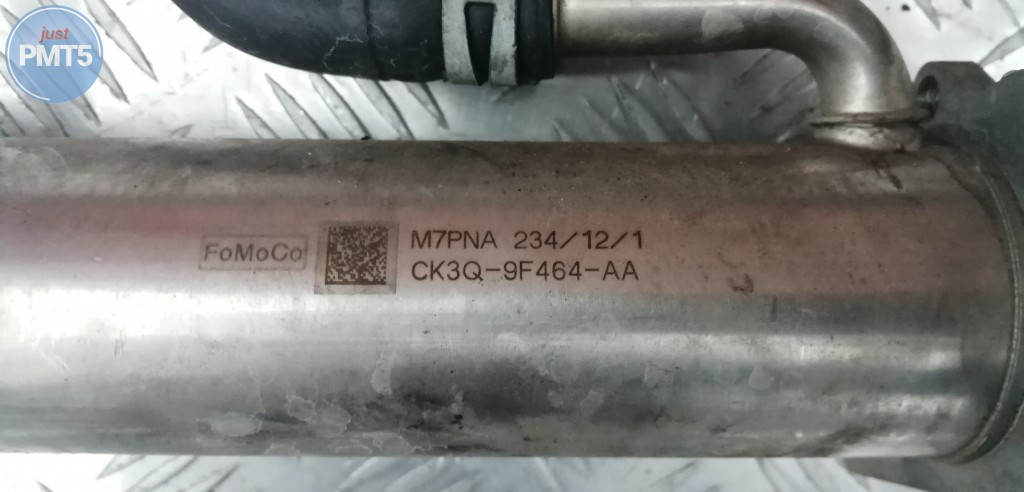 just
PMT5
FoMoCo
M7PNA 234/12/1
CK3Q-9F464-AA